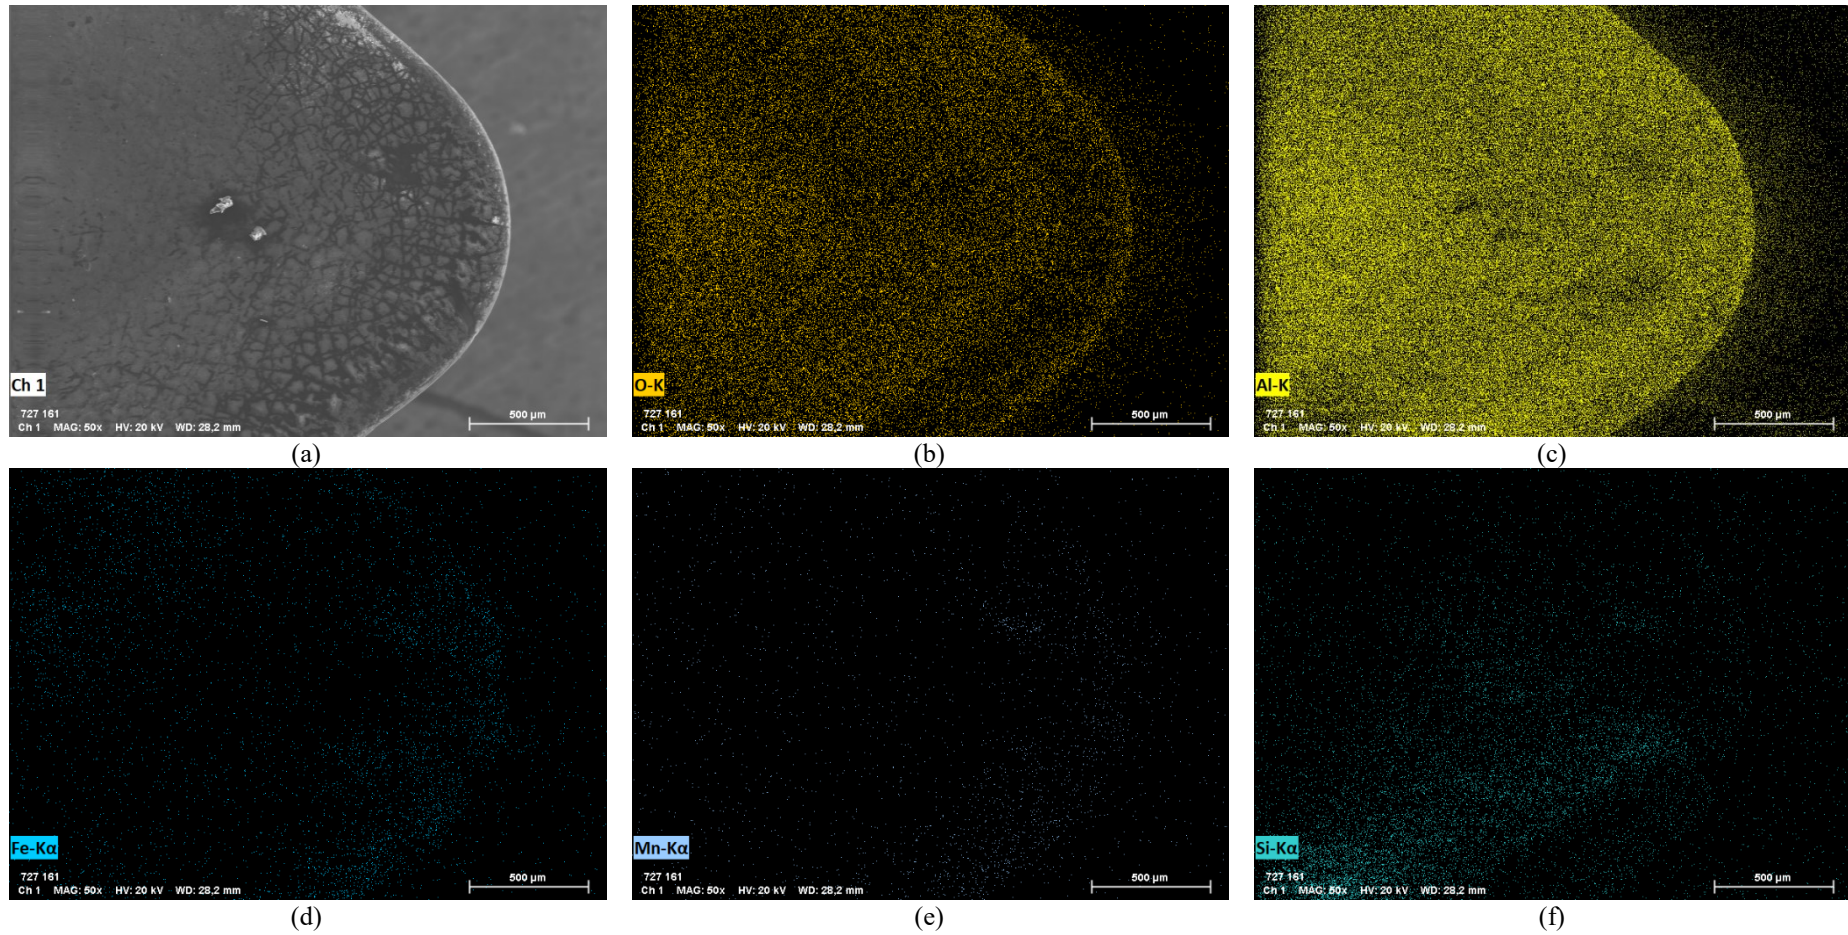 Ch 1
727 161
Ch 1 MAG: 50x HV: 20 kV WD: 28,2 mm
500 µm
(a)
O-K
727 161
Ch 1 MAG: 50x HV: 20 kV WD: 28,2 mm
500 µm
(b)
Al-K
727 161
Ch 1 MAG: 50x HV: 20 kV WD: 28,2 mm
500 µm
(c)
Fe-Kα
727 161
Ch 1 MAG: 50x HV: 20 kV WD: 28,2 mm
500 µm
(d)
Mn-Kα
727 161
Ch 1 MAG: 50x HV: 20 kV WD: 28,2 mm
500 µm
(e)
Si-Kα
727 161
Ch 1 MAG: 50x HV: 20 kV WD: 28,2 mm
500 µm
(f)